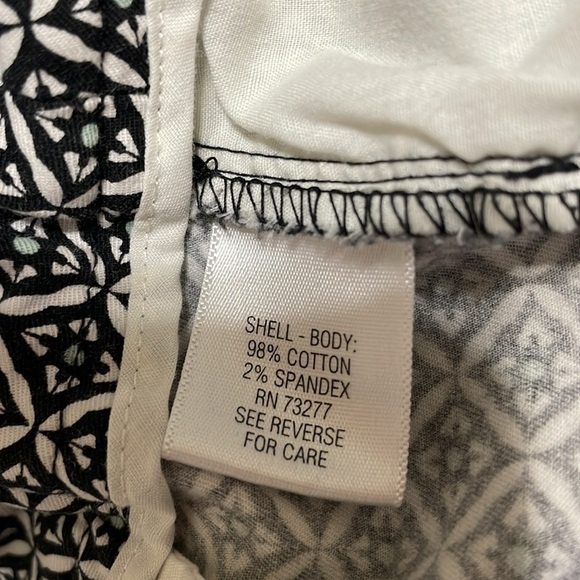 SHELL - BODY:
98% COTTON
2% SPANDEX
RN 73277
SEE REVERSE
FOR CARE